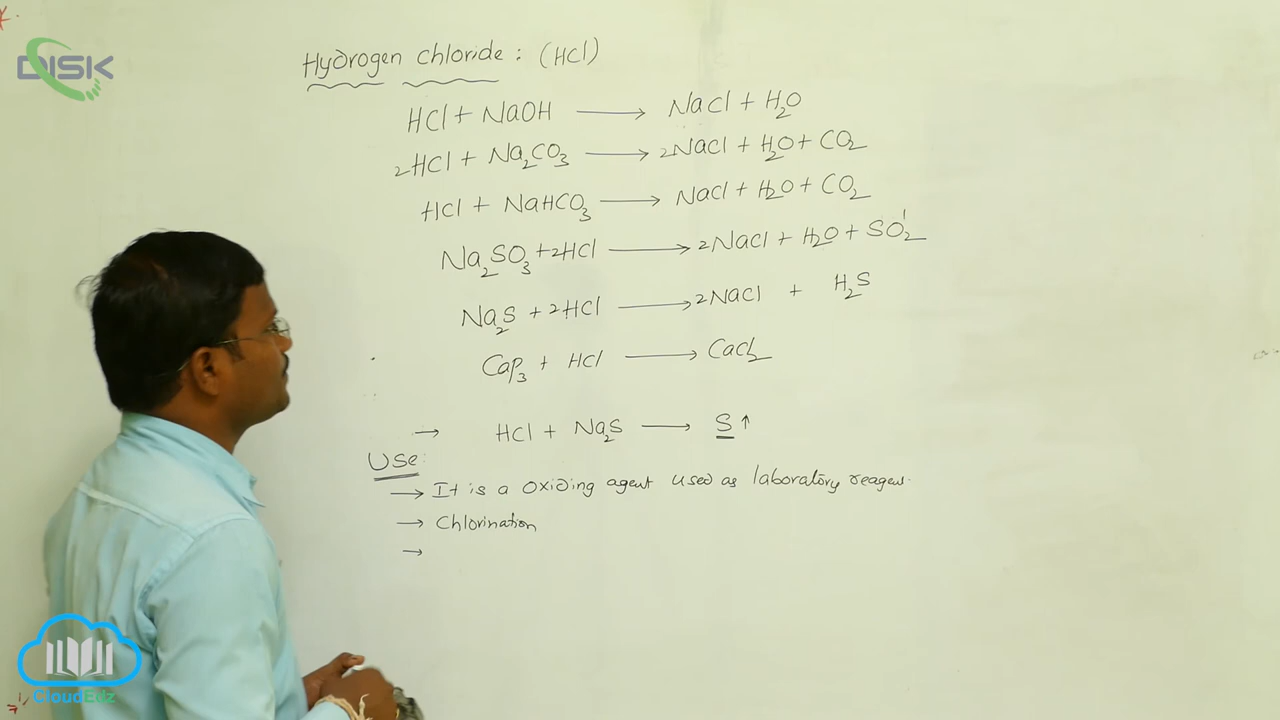 DISK
Hydrogen chloride : (HCl)
HCl + NaOH ⟶ NaCl + H₂O
2HCl + Na₂CO₃ ⟶ 2NaCl + H₂O + CO₂
HCl + NaHCO₃ ⟶ NaCl + H₂O + CO₂
Na₂SO₃ + 2HCl ⟶ 2NaCl + H₂O + SO₂
Na₂S + 2HCl ⟶ 2NaCl + H₂S
CaP₃ + HCl ⟶ CaCl₂
→ HCl + Na₂S ⟶ S ↑
USe:
→ It is a oxiding agent used as laboratory reagent.
→ Chlorination
→
CloudEdz